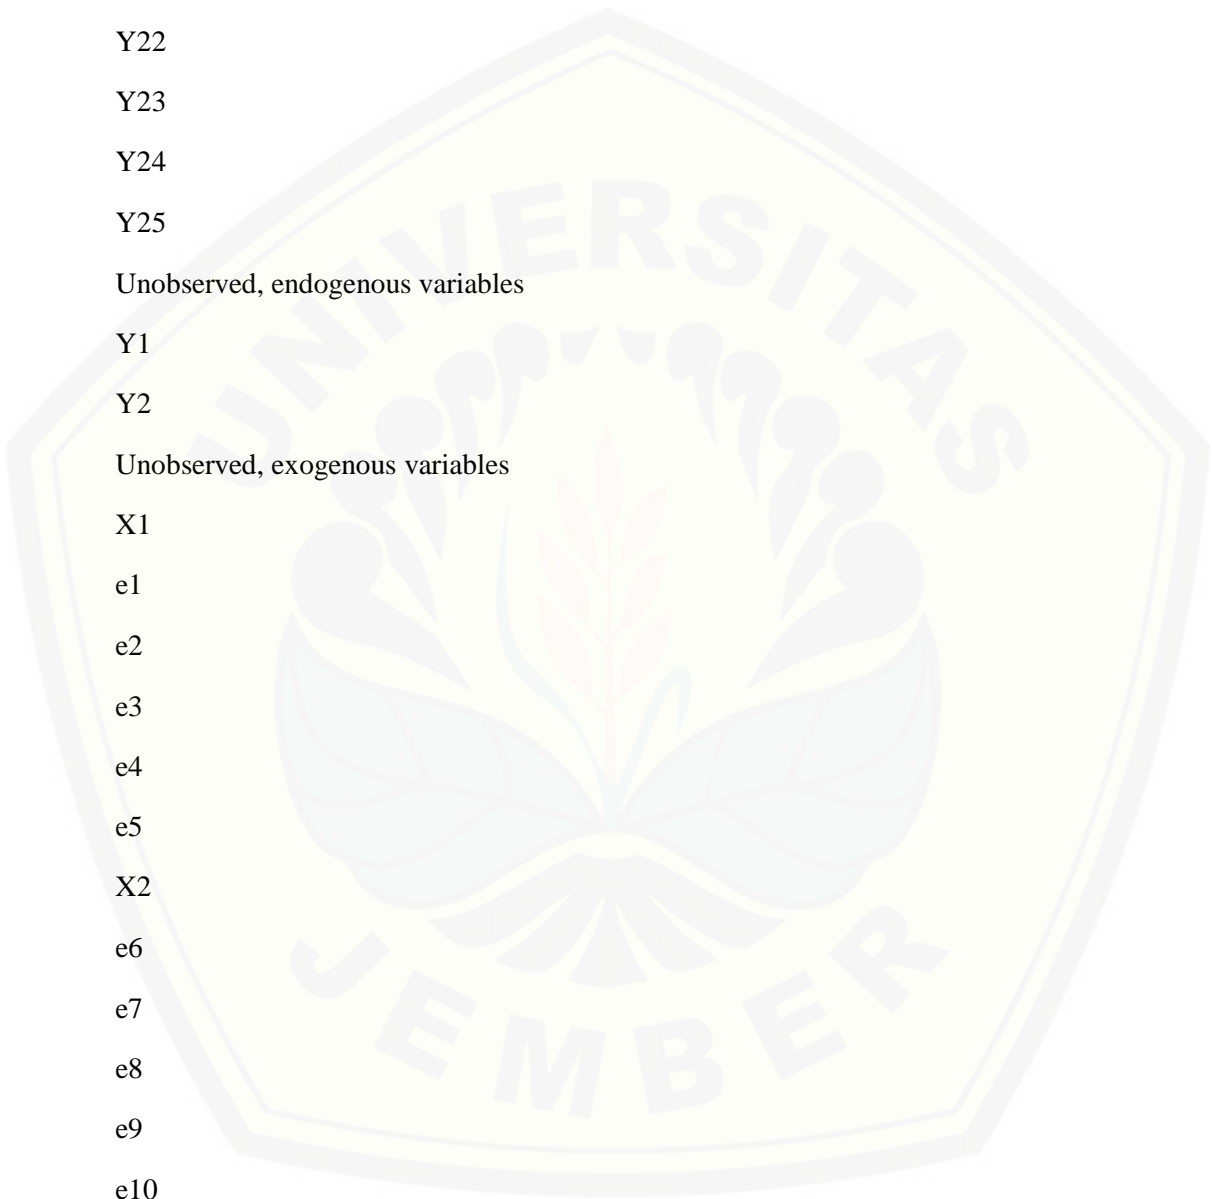 Y22
Y23
Y24
Y25
Unobserved, endogenous variables
Y1
Y2
Unobserved, exogenous variables
X1
e1
e2
e3
e4
e5
X2
e6
e7
e8
e9
e10
UNIVERSITAS
JEMBER